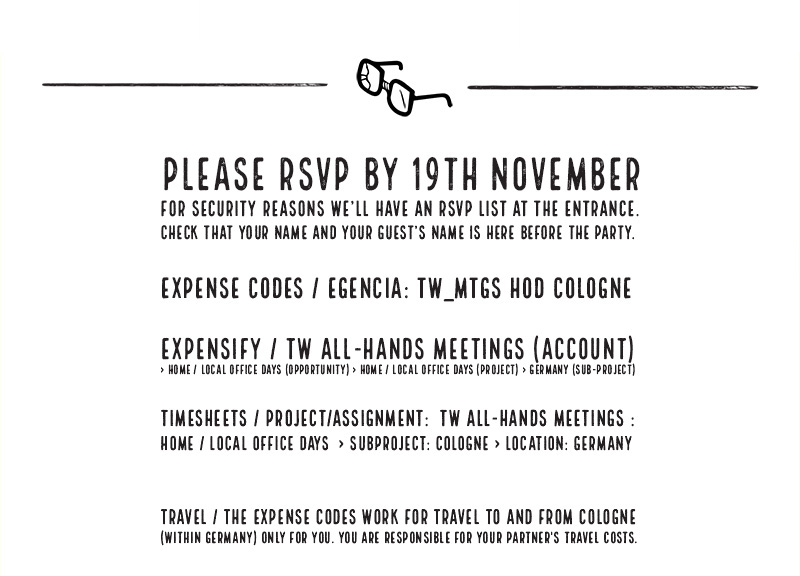 PLEASE RSVP BY 19TH NOVEMBER
FOR SECURITY REASONS WE'LL HAVE AN RSVP LIST AT THE ENTRANCE.
CHECK THAT YOUR NAME AND YOUR GUEST'S NAME IS HERE BEFORE THE PARTY.
EXPENSE CODES / EGENCIA: TW_MTGS HOD COLOGNE
EXPENSIFY / TW ALL-HANDS MEETINGS (ACCOUNT)
> HOME / LOCAL OFFICE DAYS (OPPORTUNITY) > HOME / LOCAL OFFICE DAYS (PROJECT) > GERMANY (SUB-PROJECT)
TIMESHEETS / PROJECT/ASSIGNMENT: TW ALL-HANDS MEETINGS :
HOME / LOCAL OFFICE DAYS > SUBPROJECT: COLOGNE > LOCATION: GERMANY
TRAVEL / THE EXPENSE CODES WORK FOR TRAVEL TO AND FROM COLOGNE
(WITHIN GERMANY) ONLY FOR YOU. YOU ARE RESPONSIBLE FOR YOUR PARTNER'S TRAVEL COSTS.